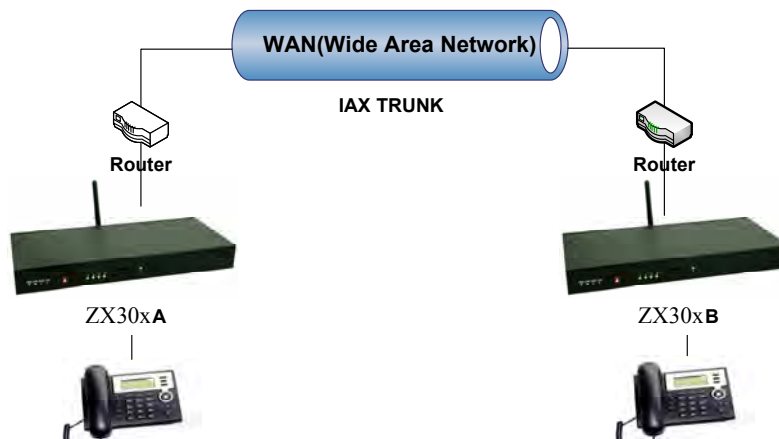 WAN(Wide Area Network)
IAX TRUNK
Router
Router
ZX30xA
ZX30xB